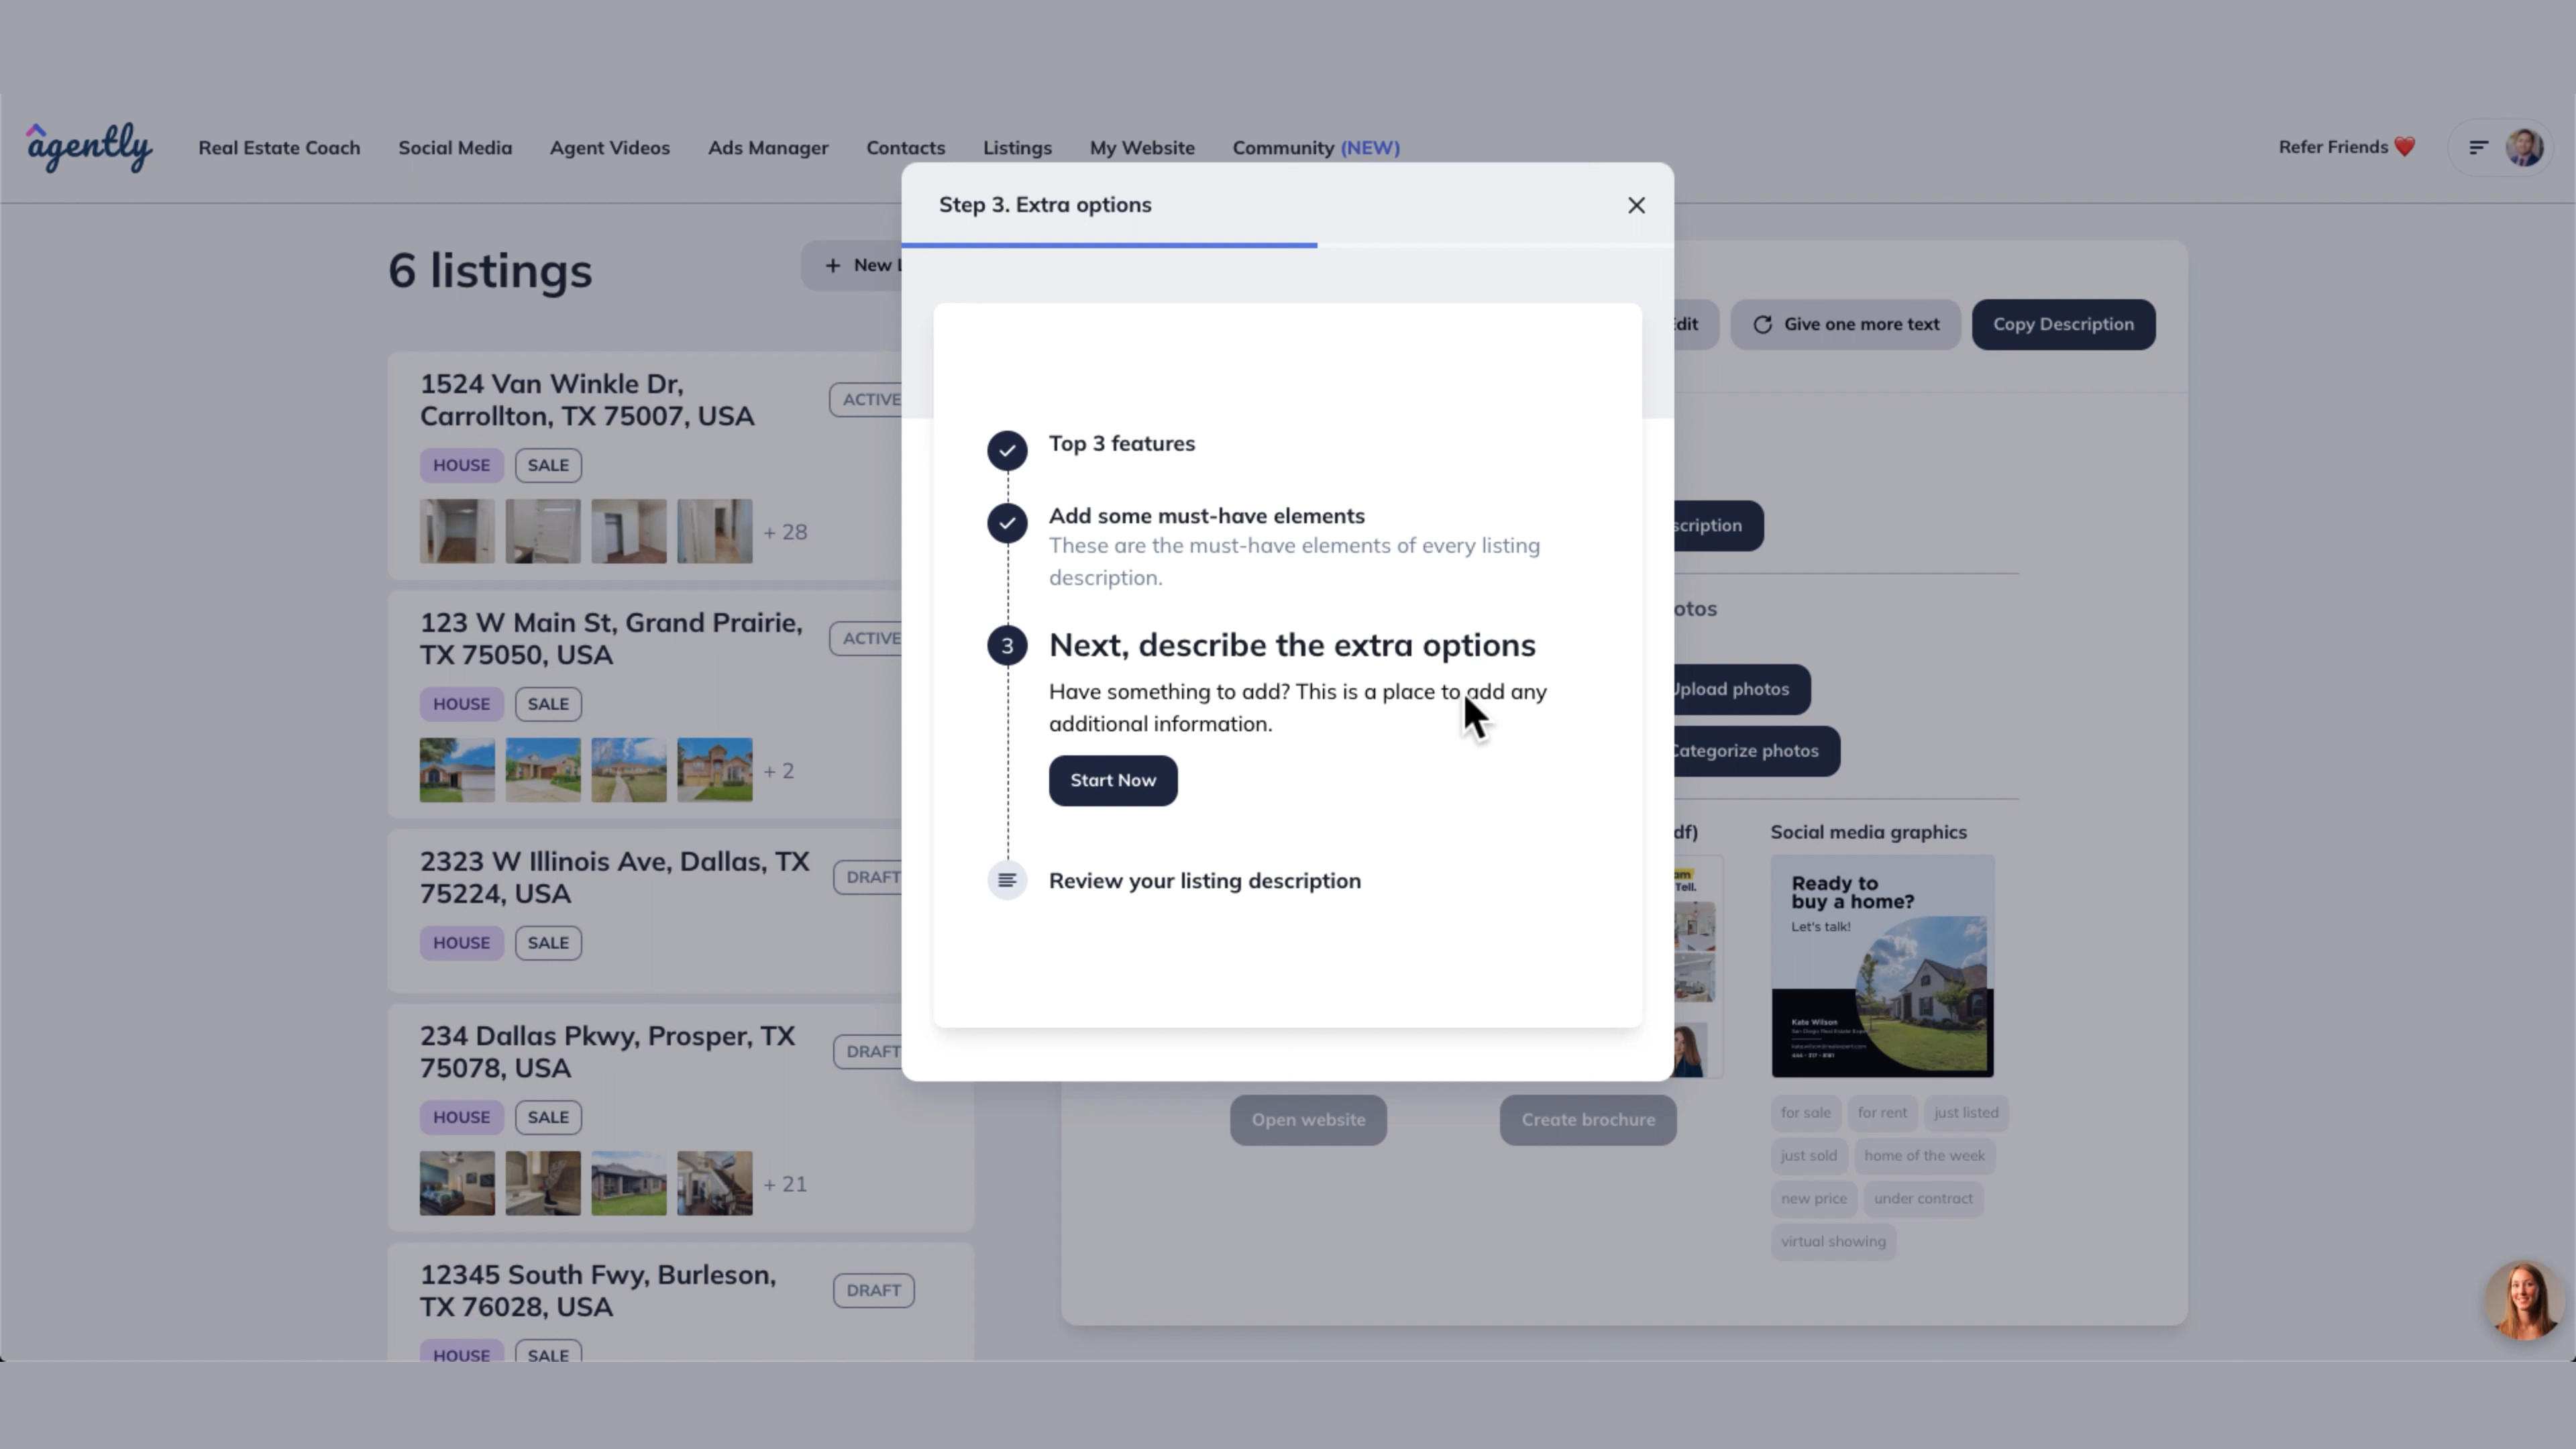 agently
Real Estate Coach
Social Media
Agent Videos
Ads Manager
Contacts
Listings
My Website
Community (NEW)
Refer Friends ❤️
Step 3. Extra options
6 listings
+ New L
dit
Give one more text
Copy Description
1524 Van Winkle Dr,
Carrollton, TX 75007, USA
ACTIVE
HOUSE
SALE
+ 28
Top 3 features
Add some must-have elements
These are the must-have elements of every listing
description.
3
Next, describe the extra options
Have something to add? This is a place to add any
additional information.
Start Now
Review your listing description
scription
otos
Upload photos
Categorize photos
123 W Main St, Grand Prairie,
TX 75050, USA
ACTIVE
HOUSE
SALE
+ 2
2323 W Illinois Ave, Dallas, TX
75224, USA
DRAFT
HOUSE
SALE
234 Dallas Pkwy, Prosper, TX
75078, USA
DRAFT
HOUSE
SALE
+ 21
12345 South Fwy, Burleson,
TX 76028, USA
DRAFT
HOUSE
SALE
df)
am
Tell.
Social media graphics
Ready to
buy a home?
Let's talk!
Kate Wilson
Open website
Create brochure
for sale
for rent
just listed
just sold
home of the week
new price
under contract
virtual showing